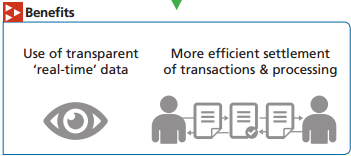 Benefits
Use of transparent
‘real-time’ data
More efficient settlement
of transactions & processing